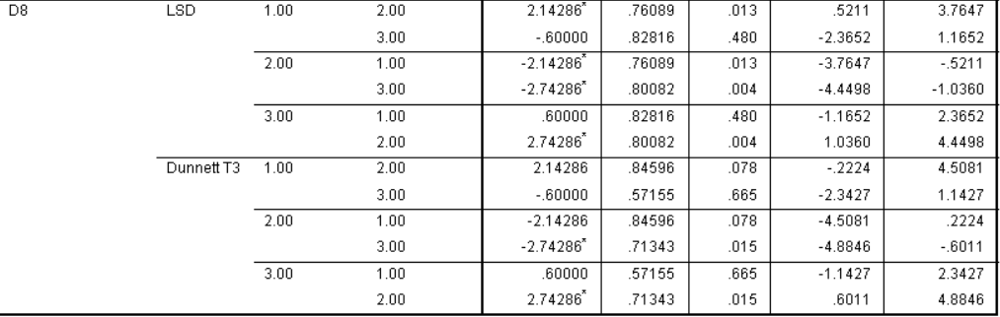 D8 LSD 1.00 2.00 2.14286* .76089 .013 .5211 3.7647
3.00 -.60000 .82816 .480 -2.3652 1.1652
2.00 1.00 -2.14286* .76089 .013 -3.7647 -.5211
3.00 -2.74286* .80082 .004 -4.4498 -1.0360
3.00 1.00 .60000 .82816 .480 -1.1652 2.3652
2.00 2.74286* .80082 .004 1.0360 4.4498
Dunnett T3 1.00 2.00 2.14286 .84596 .078 -.2224 4.5081
3.00 -.60000 .57155 .665 -2.3427 1.1427
2.00 1.00 -2.14286 .84596 .078 -4.5081 .2224
3.00 -2.74286* .71343 .015 -4.8846 -.6011
3.00 1.00 .60000 .57155 .665 -1.1427 2.3427
2.00 2.74286* .71343 .015 .6011 4.8846